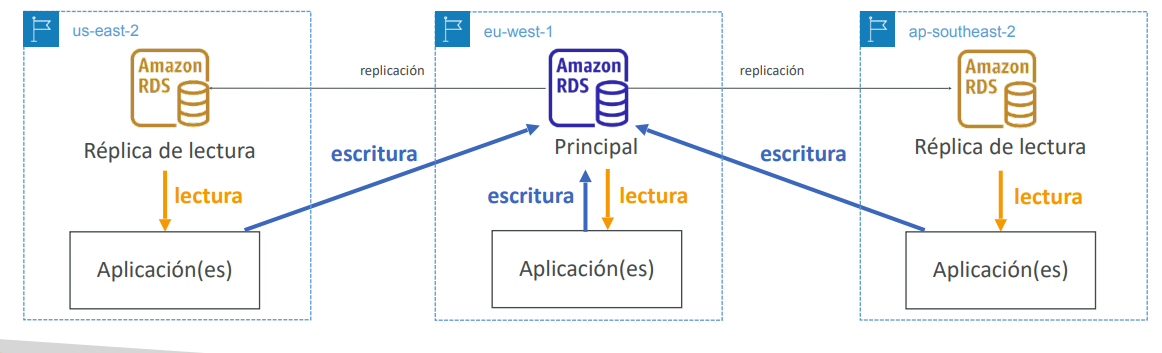 us-east-2
Amazon
RDS
Réplica de lectura
lectura
Aplicación(es)
replicación
escritura
eu-west-1
Amazon
RDS
Principal
escritura
lectura
Aplicación(es)
replicación
escritura
ap-southeast-2
Amazon
RDS
Réplica de lectura
lectura
Aplicación(es)